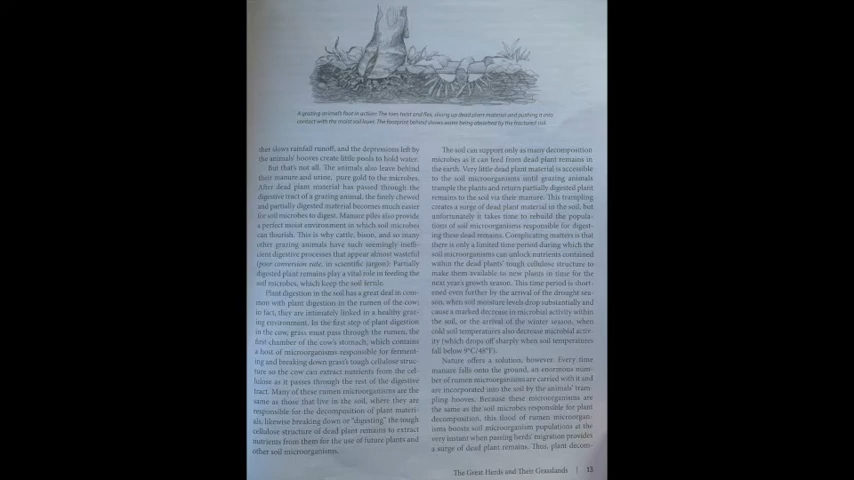 A grazing animal's foot in action: The toes twist and flex, slicing up dead plant material and pushing it into
contact with the moist soil layer. The footprint behind shows water being absorbed by the fractured soil.
ther slows rainfall runoff, and the depressions left by
the animals' hooves create little pools to hold water.
But that's not all. The animals also leave behind
their manure and urine, pure gold to the microbes.
After dead plant material has passed through the
digestive tract of a grazing animal, the finely chewed
and partially digested material becomes much easier
for soil microbes to digest. Manure piles also provide
a perfect moist environment in which soil microbes
can flourish. This is why cattle, bison, and so many
other grazing animals have such seemingly ineffi-
cient digestive processes that appear almost wasteful
(poor conversion rate, in scientific jargon): Partially
digested plant remains play a vital role in feeding the
soil microbes, which keep the soil fertile.
Plant digestion in the soil has a great deal in com-
mon with plant digestion in the rumen of the cow;
in fact, they are intimately linked in a healthy graz-
ing environment. In the first step of plant digestion
in the cow, grass must pass through the rumen, the
first chamber of the cow's stomach, which contains
a host of microorganisms responsible for ferment-
ing and breaking down grass's tough cellulose struc-
ture so the cow can extract nutrients from the cel-
lulose as it passes through the rest of the digestive
tract. Many of these rumen microorganisms are the
same as those that live in the soil, where they are
responsible for the decomposition of plant materi-
als, likewise breaking down or "digesting" the tough
cellulose structure of dead plant remains to extract
nutrients from them for the use of future plants and
other soil microorganisms.
The soil can support only as many decomposition
microbes as it can feed from dead plant remains in
the earth. Very little dead plant material is accessible
to the soil microorganisms until grazing animals
trample the plants and return partially digested plant
remains to the soil via their manure. This trampling
creates a surge of dead plant material in the soil, but
unfortunately it takes time to rebuild the popula-
tions of soil microorganisms responsible for digest-
ing these dead remains. Complicating matters is that
there is only a limited time period during which the
soil microorganisms can unlock nutrients contained
within the dead plants' tough cellulose structure to
make them available to new plants in time for the
next year's growth season. This time period is short-
ened even further by the arrival of the drought sea-
son, when soil moisture levels drop substantially and
cause a marked decrease in microbial activity within
the soil, or the arrival of the winter season, when
cold soil temperatures also decrease microbial activ-
ity (which drops off sharply when soil temperatures
fall below 9°C/48°F).
Nature offers a solution, however. Every time
manure falls onto the ground, an enormous num-
ber of rumen microorganisms are carried with it and
are incorporated into the soil by the animals' tram-
pling hooves. Because these microorganisms are
the same as the soil microbes responsible for plant
decomposition, this flood of rumen microorgan-
isms boosts soil microorganism populations at the
very instant when passing herds' migration provides
a surge of dead plant remains. Thus, plant decom-
The Great Herds and Their Grasslands | 13